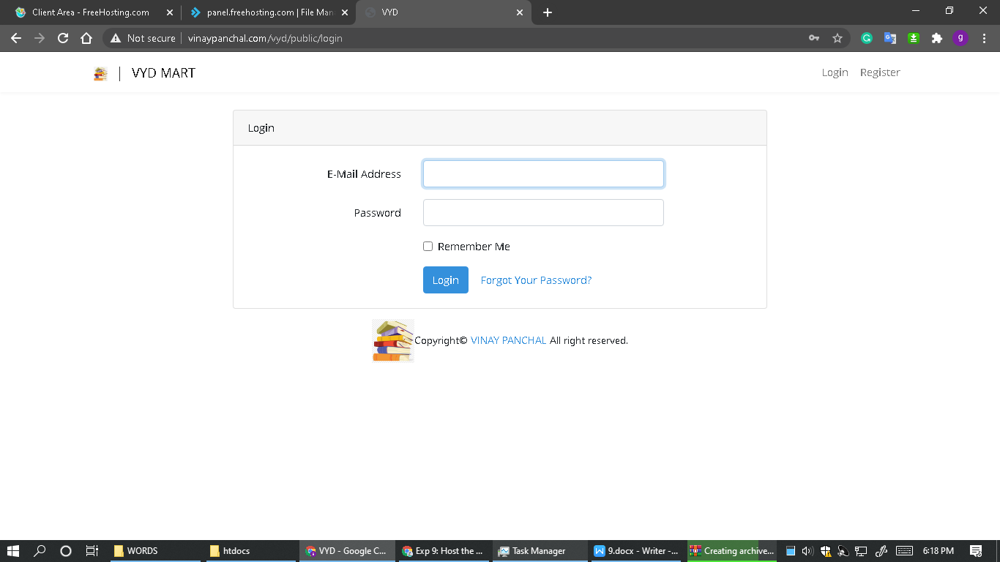 Client Area - FreeHosting.com
panel.freehosting.com | File Man
VYD
Not secure
vinaypanchal.com/vyd/public/login
g
VYD MART
Login
Register
Login
E-Mail Address
Password
Remember Me
Login
Forgot Your Password?
Copyright© VINAY PANCHAL All right reserved.
WORDS
htdocs
VYD - Google C...
Exp 9: Host the ...
Task Manager
9.docx - Writer -...
Creating archive...
6:18 PM